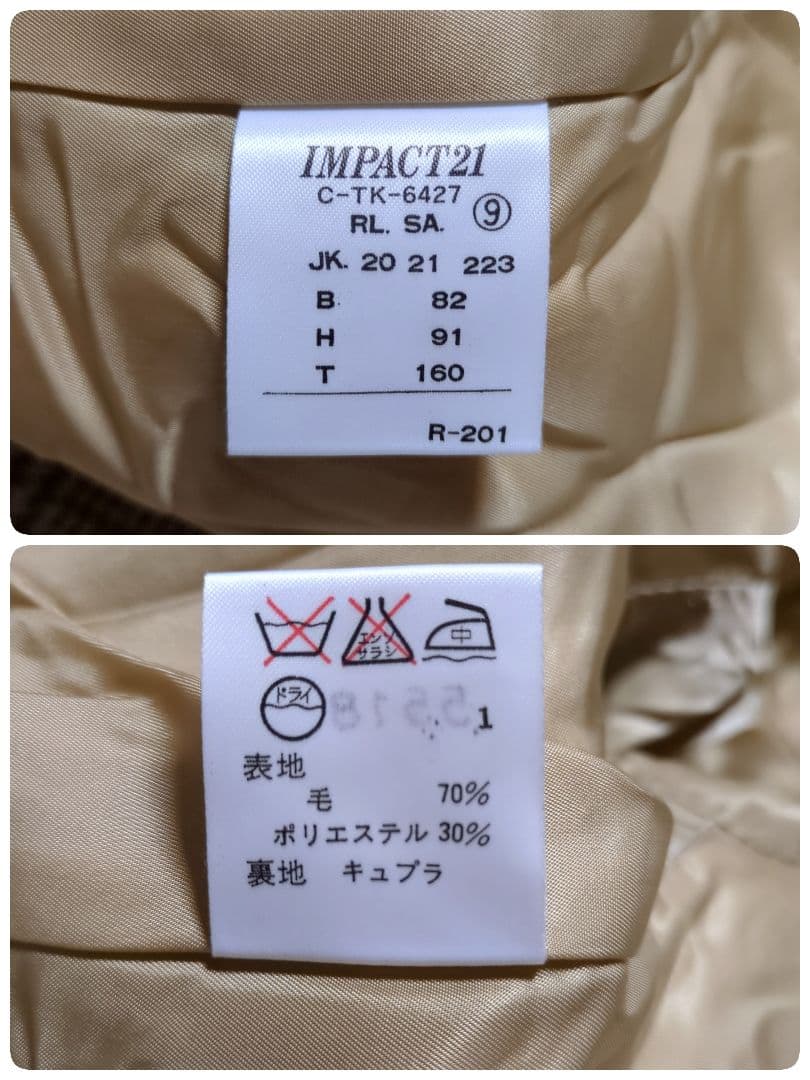 IMPACT21
C-TK-6427
RL. SA. ⑨
JK. 20 21 223
B 82
H 91
T 160
R-201
エンソ
サラシ
中
ドライ
1
表地
毛 70%
ポリエステル 30%
裏地 キュプラ